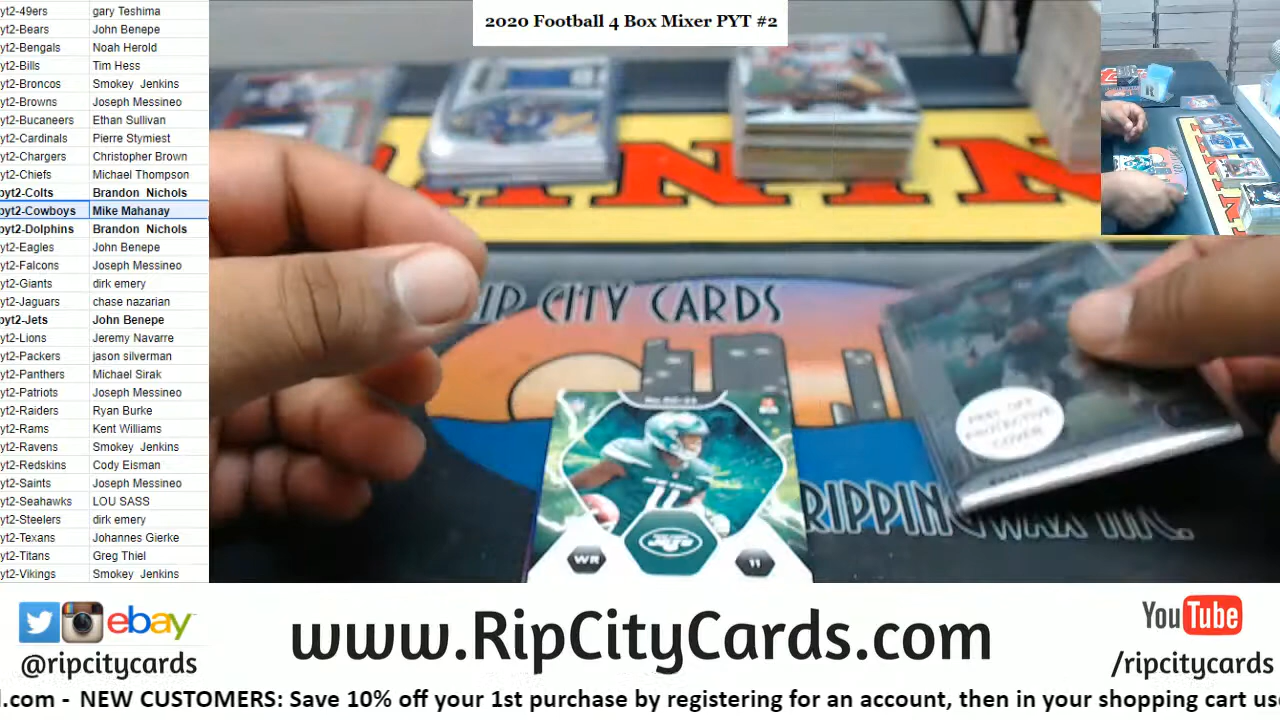 2020 Football 4 Box Mixer PYT #2
yt2-49ers gary Teshima
yt2-Bears John Benepe
yt2-Bengals Noah Herold
yt2-Bills Tim Hess
yt2-Broncos Smokey Jenkins
yt2-Browns Joseph Messineo
yt2-Bucaneers Ethan Sullivan
yt2-Cardinals Pierre Stymiest
yt2-Chargers Christopher Brown
yt2-Chiefs Michael Thompson
pyt2-Colts Brandon Nichols
pyt2-Cowboys Mike Mahanay
pyt2-Dolphins Brandon Nichols
yt2-Eagles John Benepe
yt2-Falcons Joseph Messineo
yt2-Giants dirk emery
yt2-Jaguars chase nazarian
pyt2-Jets John Benepe
yt2-Lions Jeremy Navarre
yt2-Packers jason silverman
yt2-Panthers Michael Sirak
yt2-Patriots Joseph Messineo
yt2-Raiders Ryan Burke
yt2-Rams Kent Williams
yt2-Ravens Smokey Jenkins
yt2-Redskins Cody Eisman
yt2-Saints Joseph Messineo
yt2-Seahawks LOU SASS
yt2-Steelers dirk emery
yt2-Texans Johannes Gierke
yt2-Titans Greg Thiel
yt2-Vikings Smokey Jenkins
NINI
RIP CITY CARDS
PEEL OFF
PROTECTIVE
COVER
11
JETS
WR 11
RIPPING WAX INC.
ebay
@ripcitycards
www.RipCityCards.com
YouTube
/ripcitycards
l.com - NEW CUSTOMERS: Save 10% off your 1st purchase by registering for an account, then in your shopping cart use